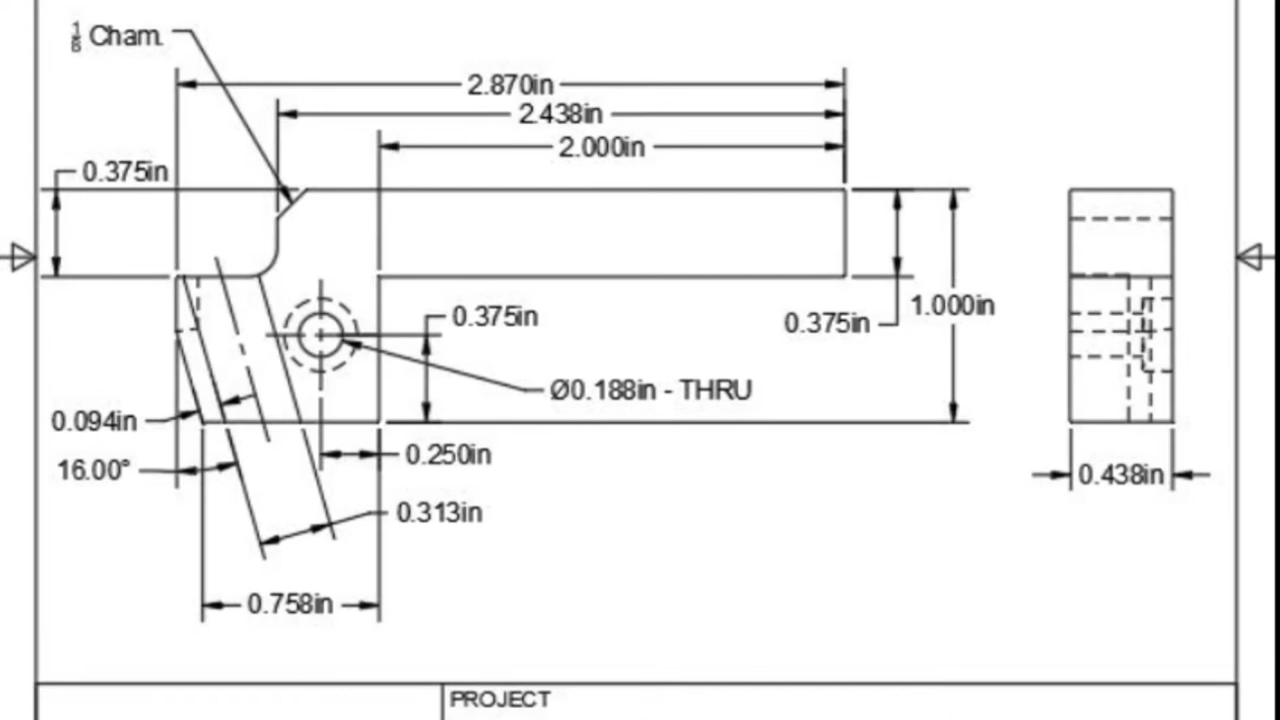 ⅛ Cham.
2.870in
2.438in
2.000in
0.375in
0.375in
1.000in
0.375in
Ø0.188in - THRU
0.094in
0.250in
16.00°
0.438in
0.313in
0.758in
PROJECT